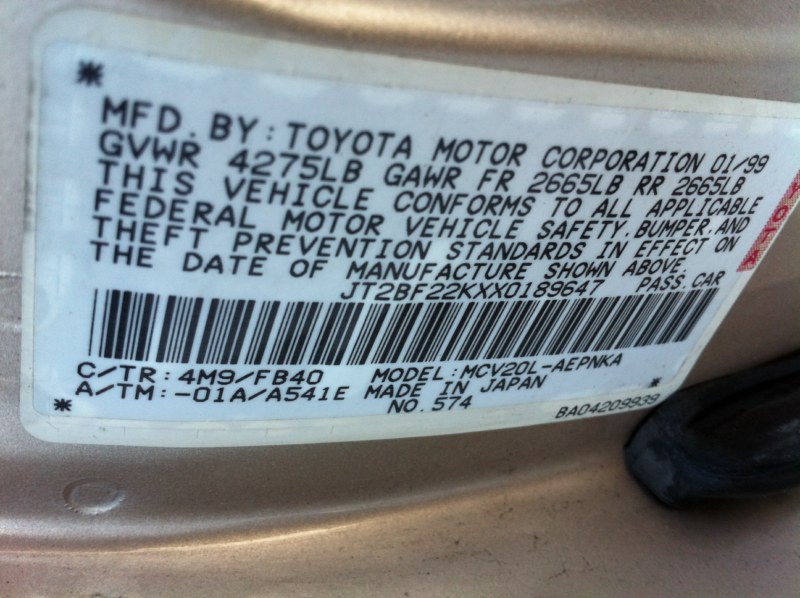 MFD. BY: TOYOTA MOTOR CORPORATION 01/99
GVWR 4275LB GAWR FR 2665LB RR 2665LB
THIS VEHICLE CONFORMS TO ALL APPLICABLE
FEDERAL MOTOR VEHICLE SAFETY, BUMPER, AND
THEFT PREVENTION STANDARDS IN EFFECT ON
THE DATE OF MANUFACTURE SHOWN ABOVE.
JT2BF22KXX0189647 PASS. CAR
C/TR: 4M9/FB40 MODEL: MCV20L-AEPNKA
A/TM: -01A/A541E MADE IN JAPAN
NO. 574 BA04209939